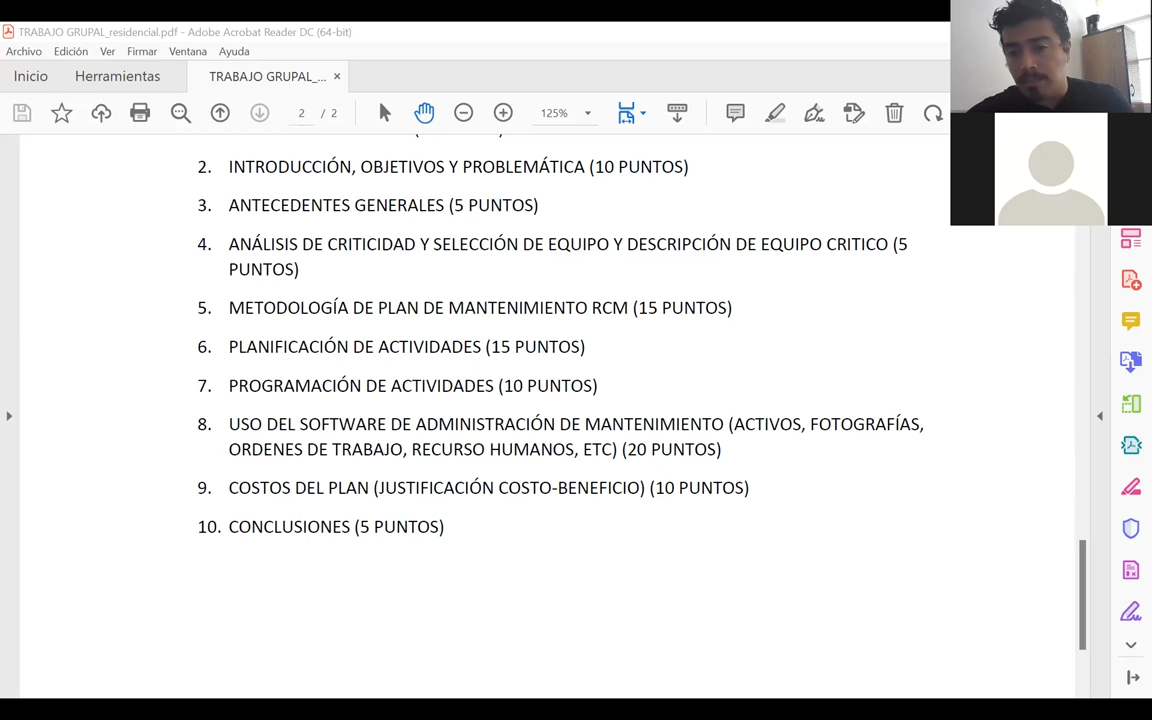 TRABAJO GRUPAL_residencial.pdf - Adobe Acrobat Reader DC (64-bit)
Archivo Edición Ver Firmar Ventana Ayuda
Inicio Herramientas TRABAJO GRUPAL_... ×
2 / 2 125%
2. INTRODUCCIÓN, OBJETIVOS Y PROBLEMÁTICA (10 PUNTOS)
3. ANTECEDENTES GENERALES (5 PUNTOS)
4. ANÁLISIS DE CRITICIDAD Y SELECCIÓN DE EQUIPO Y DESCRIPCIÓN DE EQUIPO CRITICO (5
PUNTOS)
5. METODOLOGÍA DE PLAN DE MANTENIMIENTO RCM (15 PUNTOS)
6. PLANIFICACIÓN DE ACTIVIDADES (15 PUNTOS)
7. PROGRAMACIÓN DE ACTIVIDADES (10 PUNTOS)
8. USO DEL SOFTWARE DE ADMINISTRACIÓN DE MANTENIMIENTO (ACTIVOS, FOTOGRAFÍAS,
ORDENES DE TRABAJO, RECURSO HUMANOS, ETC) (20 PUNTOS)
9. COSTOS DEL PLAN (JUSTIFICACIÓN COSTO-BENEFICIO) (10 PUNTOS)
10. CONCLUSIONES (5 PUNTOS)